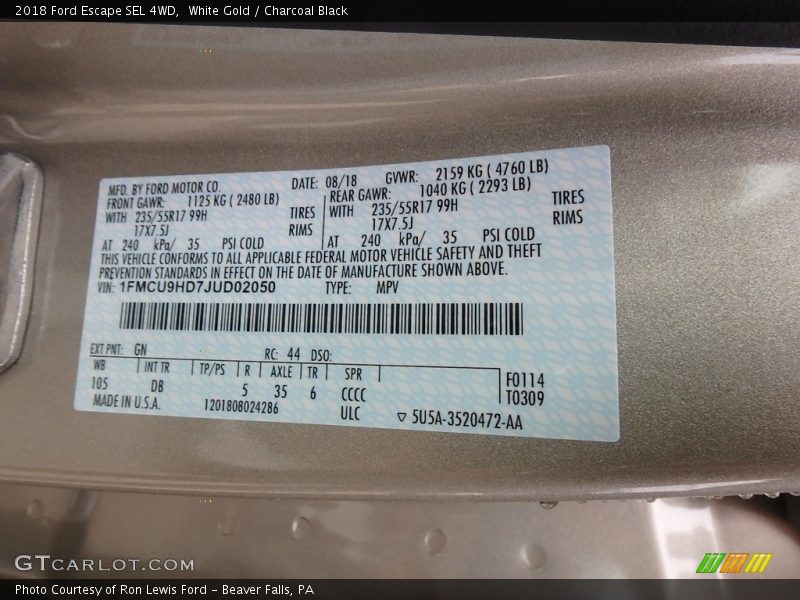 2018 Ford Escape SEL 4WD,  White Gold / Charcoal Black
MFD. BY FORD MOTOR CO.  DATE: 08/18  GVWR: 2159 KG ( 4760 LB)
FRONT GAWR: 1125 KG ( 2480 LB)  REAR GAWR: 1040 KG ( 2293 LB)
WITH 235/55R17 99H TIRES  WITH 235/55R17 99H TIRES
17X7.5J RIMS  17X7.5J RIMS
AT 240 kPa/ 35 PSI COLD  AT 240 kPa/ 35 PSI COLD
THIS VEHICLE CONFORMS TO ALL APPLICABLE FEDERAL MOTOR VEHICLE SAFETY AND THEFT
PREVENTION STANDARDS IN EFFECT ON THE DATE OF MANUFACTURE SHOWN ABOVE.
VIN: 1FMCU9HD7JUD02050  TYPE: MPV
EXT PNT: GN  RC: 44 DSO:
WB INT TR TP/PS R AXLE TR SPR F0114
105 DB 5 35 6 CCCC T0309
MADE IN U.S.A. 1201808024286 ULC ▽ 5U5A-3520472-AA
GTCARLOT.COM
Photo Courtesy of Ron Lewis Ford – Beaver Falls, PA